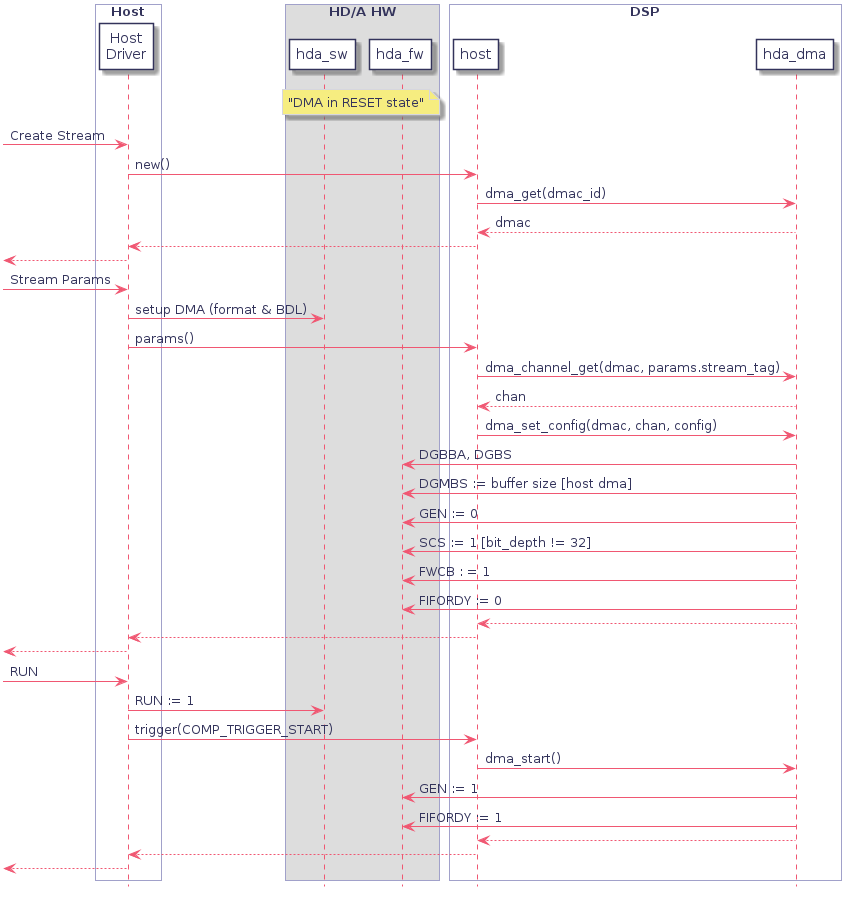 Host
HD/A HW
DSP
Host
Driver
hda_sw
hda_fw
host
hda_dma
"DMA in RESET state"
Create Stream
new()
dma_get(dmac_id)
dmac
Stream Params
setup DMA (format & BDL)
params()
dma_channel_get(dmac, params.stream_tag)
chan
dma_set_config(dmac, chan, config)
DGBBA, DGBS
DGMBS := buffer size [host dma]
GEN := 0
SCS := 1 [bit_depth != 32]
FWCB : = 1
FIFORDY := 0
RUN
RUN := 1
trigger(COMP_TRIGGER_START)
dma_start()
GEN := 1
FIFORDY := 1